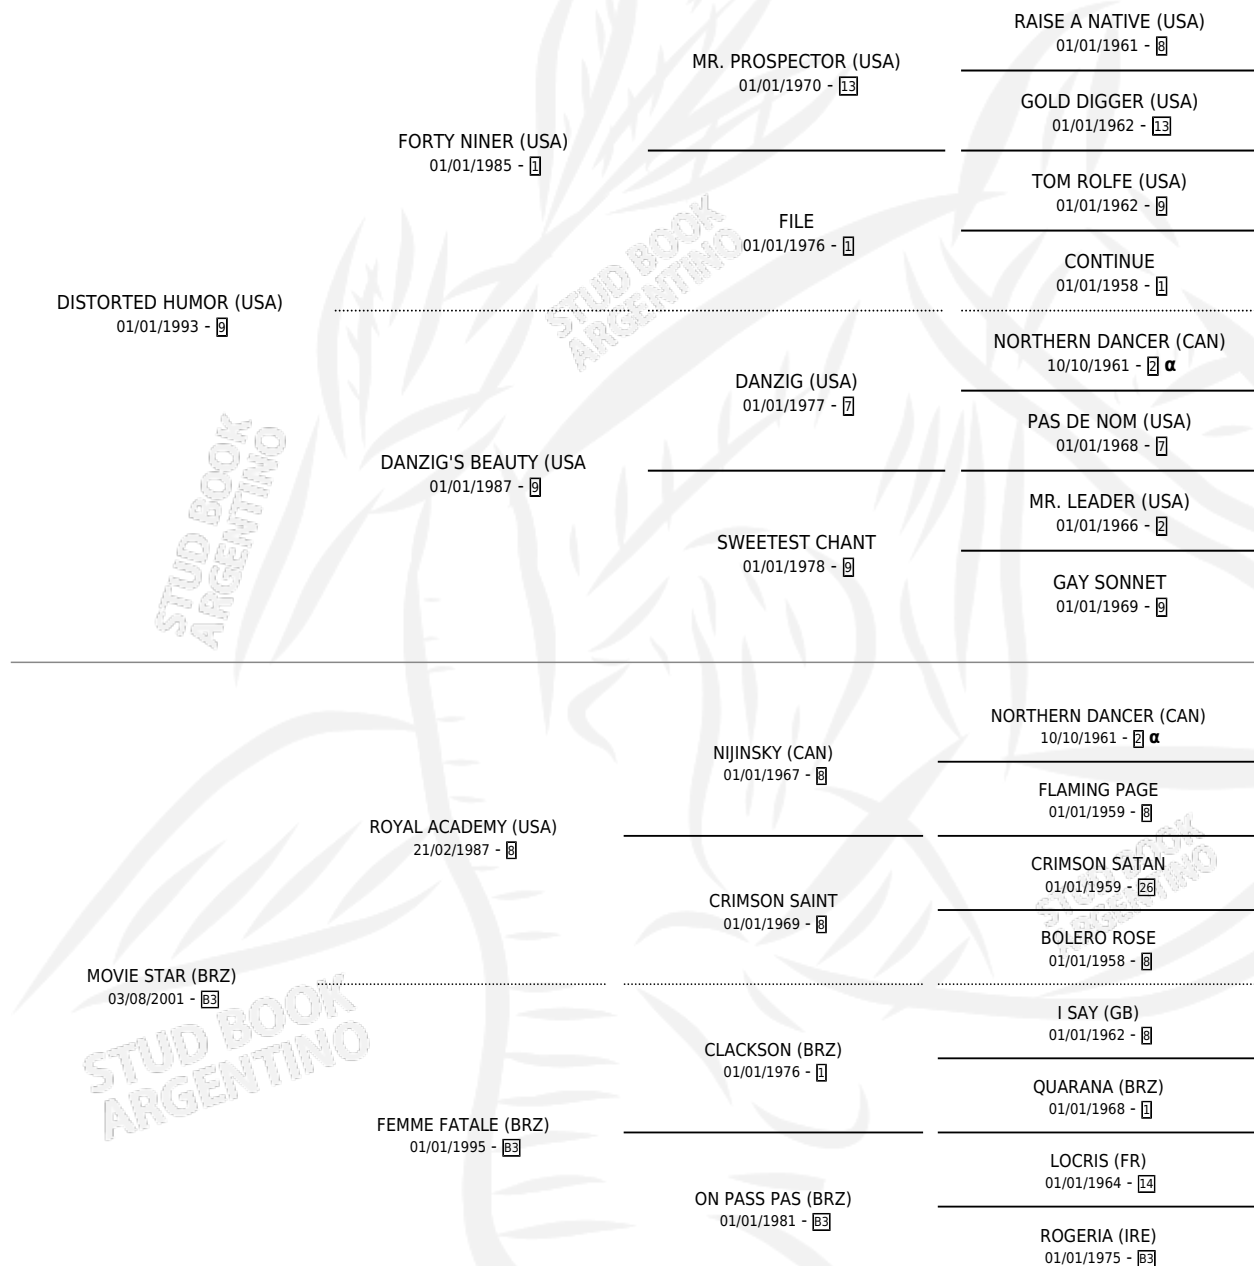 RAISE A NATIVE (USA)
01/01/1961 - 8
MR. PROSPECTOR (USA)
01/01/1970 - 13
GOLD DIGGER (USA)
01/01/1962 - 13
FORTY NINER (USA)
01/01/1985 - 1
TOM ROLFE (USA)
01/01/1962 - 9
FILE
01/01/1976 - 1
CONTINUE
01/01/1958 - 1
DISTORTED HUMOR (USA)
01/01/1993 - 9
NORTHERN DANCER (CAN)
10/10/1961 - 2 α
DANZIG (USA)
01/01/1977 - 7
PAS DE NOM (USA)
01/01/1968 - 7
DANZIG'S BEAUTY (USA
01/01/1987 - 9
MR. LEADER (USA)
01/01/1966 - 2
SWEETEST CHANT
01/01/1978 - 9
GAY SONNET
01/01/1969 - 9
NORTHERN DANCER (CAN)
10/10/1961 - 2 α
NIJINSKY (CAN)
01/01/1967 - 8
FLAMING PAGE
01/01/1959 - 8
ROYAL ACADEMY (USA)
21/02/1987 - 8
CRIMSON SATAN
01/01/1959 - 26
CRIMSON SAINT
01/01/1969 - 8
BOLERO ROSE
01/01/1958 - 8
MOVIE STAR (BRZ)
03/08/2001 - B3
I SAY (GB)
01/01/1962 - 8
CLACKSON (BRZ)
01/01/1976 - 1
QUARANA (BRZ)
01/01/1968 - 1
FEMME FATALE (BRZ)
01/01/1995 - B3
LOCRIS (FR)
01/01/1964 - 14
ON PASS PAS (BRZ)
01/01/1981 - B3
ROGERIA (IRE)
01/01/1975 - B3
STUD BOOK
ARGENTINO
STUD BOOK
ARGENTINO
STUD BOOK
ARGENTINO
STUD BOOK
ARGENTINO